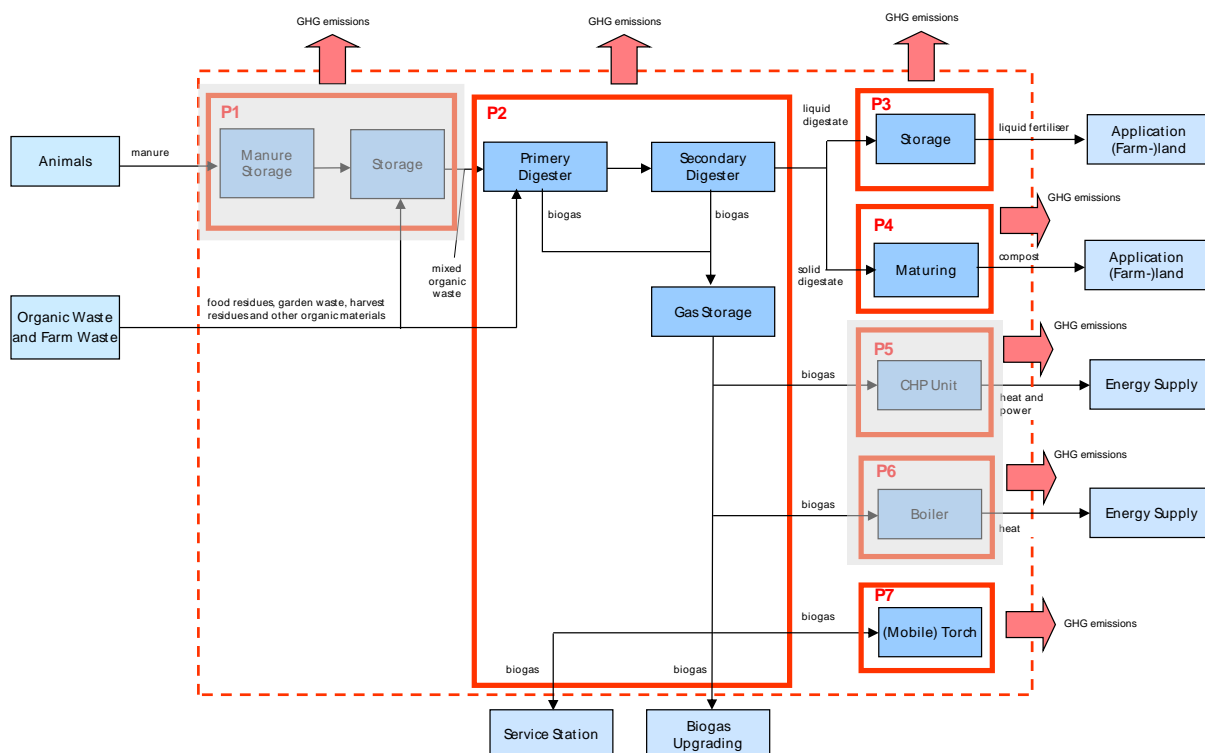 GHG emissions
GHG emissions
GHG emissions
P1
P2
P3
liquid
digestate
liquid fertiliser
Animals
manure
Manure
Storage
Storage
Primery
Digester
Secondary
Digester
Storage
Application
(Farm-)land
biogas
biogas
GHG emissions
P4
mixed
organic
waste
solid
digestate
Maturing
compost
Application
(Farm-)land
Organic Waste
and Farm Waste
food residues, garden waste, harvest
residues and other organic materials
Gas Storage
GHG emissions
P5
biogas
CHP Unit
heat and
power
Energy Supply
GHG emissions
P6
biogas
Boiler
heat
Energy Supply
P7
biogas
(Mobile) Torch
GHG emissions
biogas
biogas
Service Station
Biogas
Upgrading